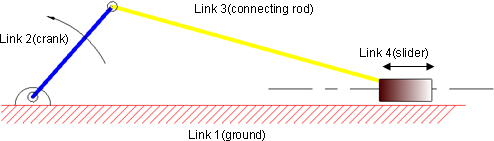 Link 3(connecting rod)
Link 2(crank)
Link 4(slider)
Link 1(ground)